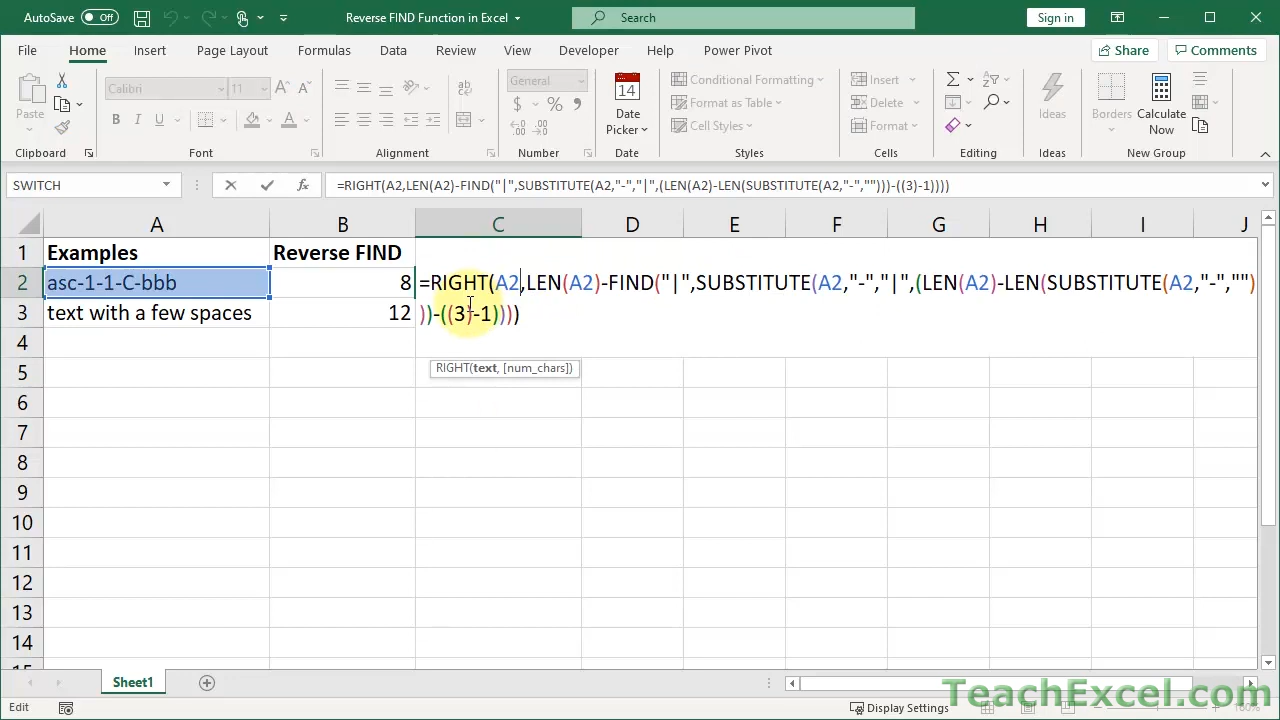 AutoSave Off Reverse FIND Function in Excel Search Sign in
File Home Insert Page Layout Formulas Data Review View Developer Help Power Pivot Share Comments
Paste
Clipboard
Calibri 11
B I U
Font
Alignment
General
$ %
Number
14
Date
Picker
Date
Conditional Formatting
Format as Table
Cell Styles
Styles
Insert
Delete
Format
Cells
Editing
Ideas
Ideas
Borders Calculate
Now
New Group
SWITCH fx =RIGHT(A2,LEN(A2)-FIND("|",SUBSTITUTE(A2,"-","|",(LEN(A2)-LEN(SUBSTITUTE(A2,"-","")))-((3)-1))))
A B C D E F G H I J
1 Examples Reverse FIND
2 asc-1-1-C-bbb 8 =RIGHT(A2,LEN(A2)-FIND("|",SUBSTITUTE(A2,"-","|",(LEN(A2)-LEN(SUBSTITUTE(A2,"-","")
3 text with a few spaces 12 ))-((3)-1))))
4
RIGHT(text, [num_chars])
5
6
7
8
9
10
11
12
13
14
15
Sheet1
Edit Display Settings 160%
TeachExcel.com